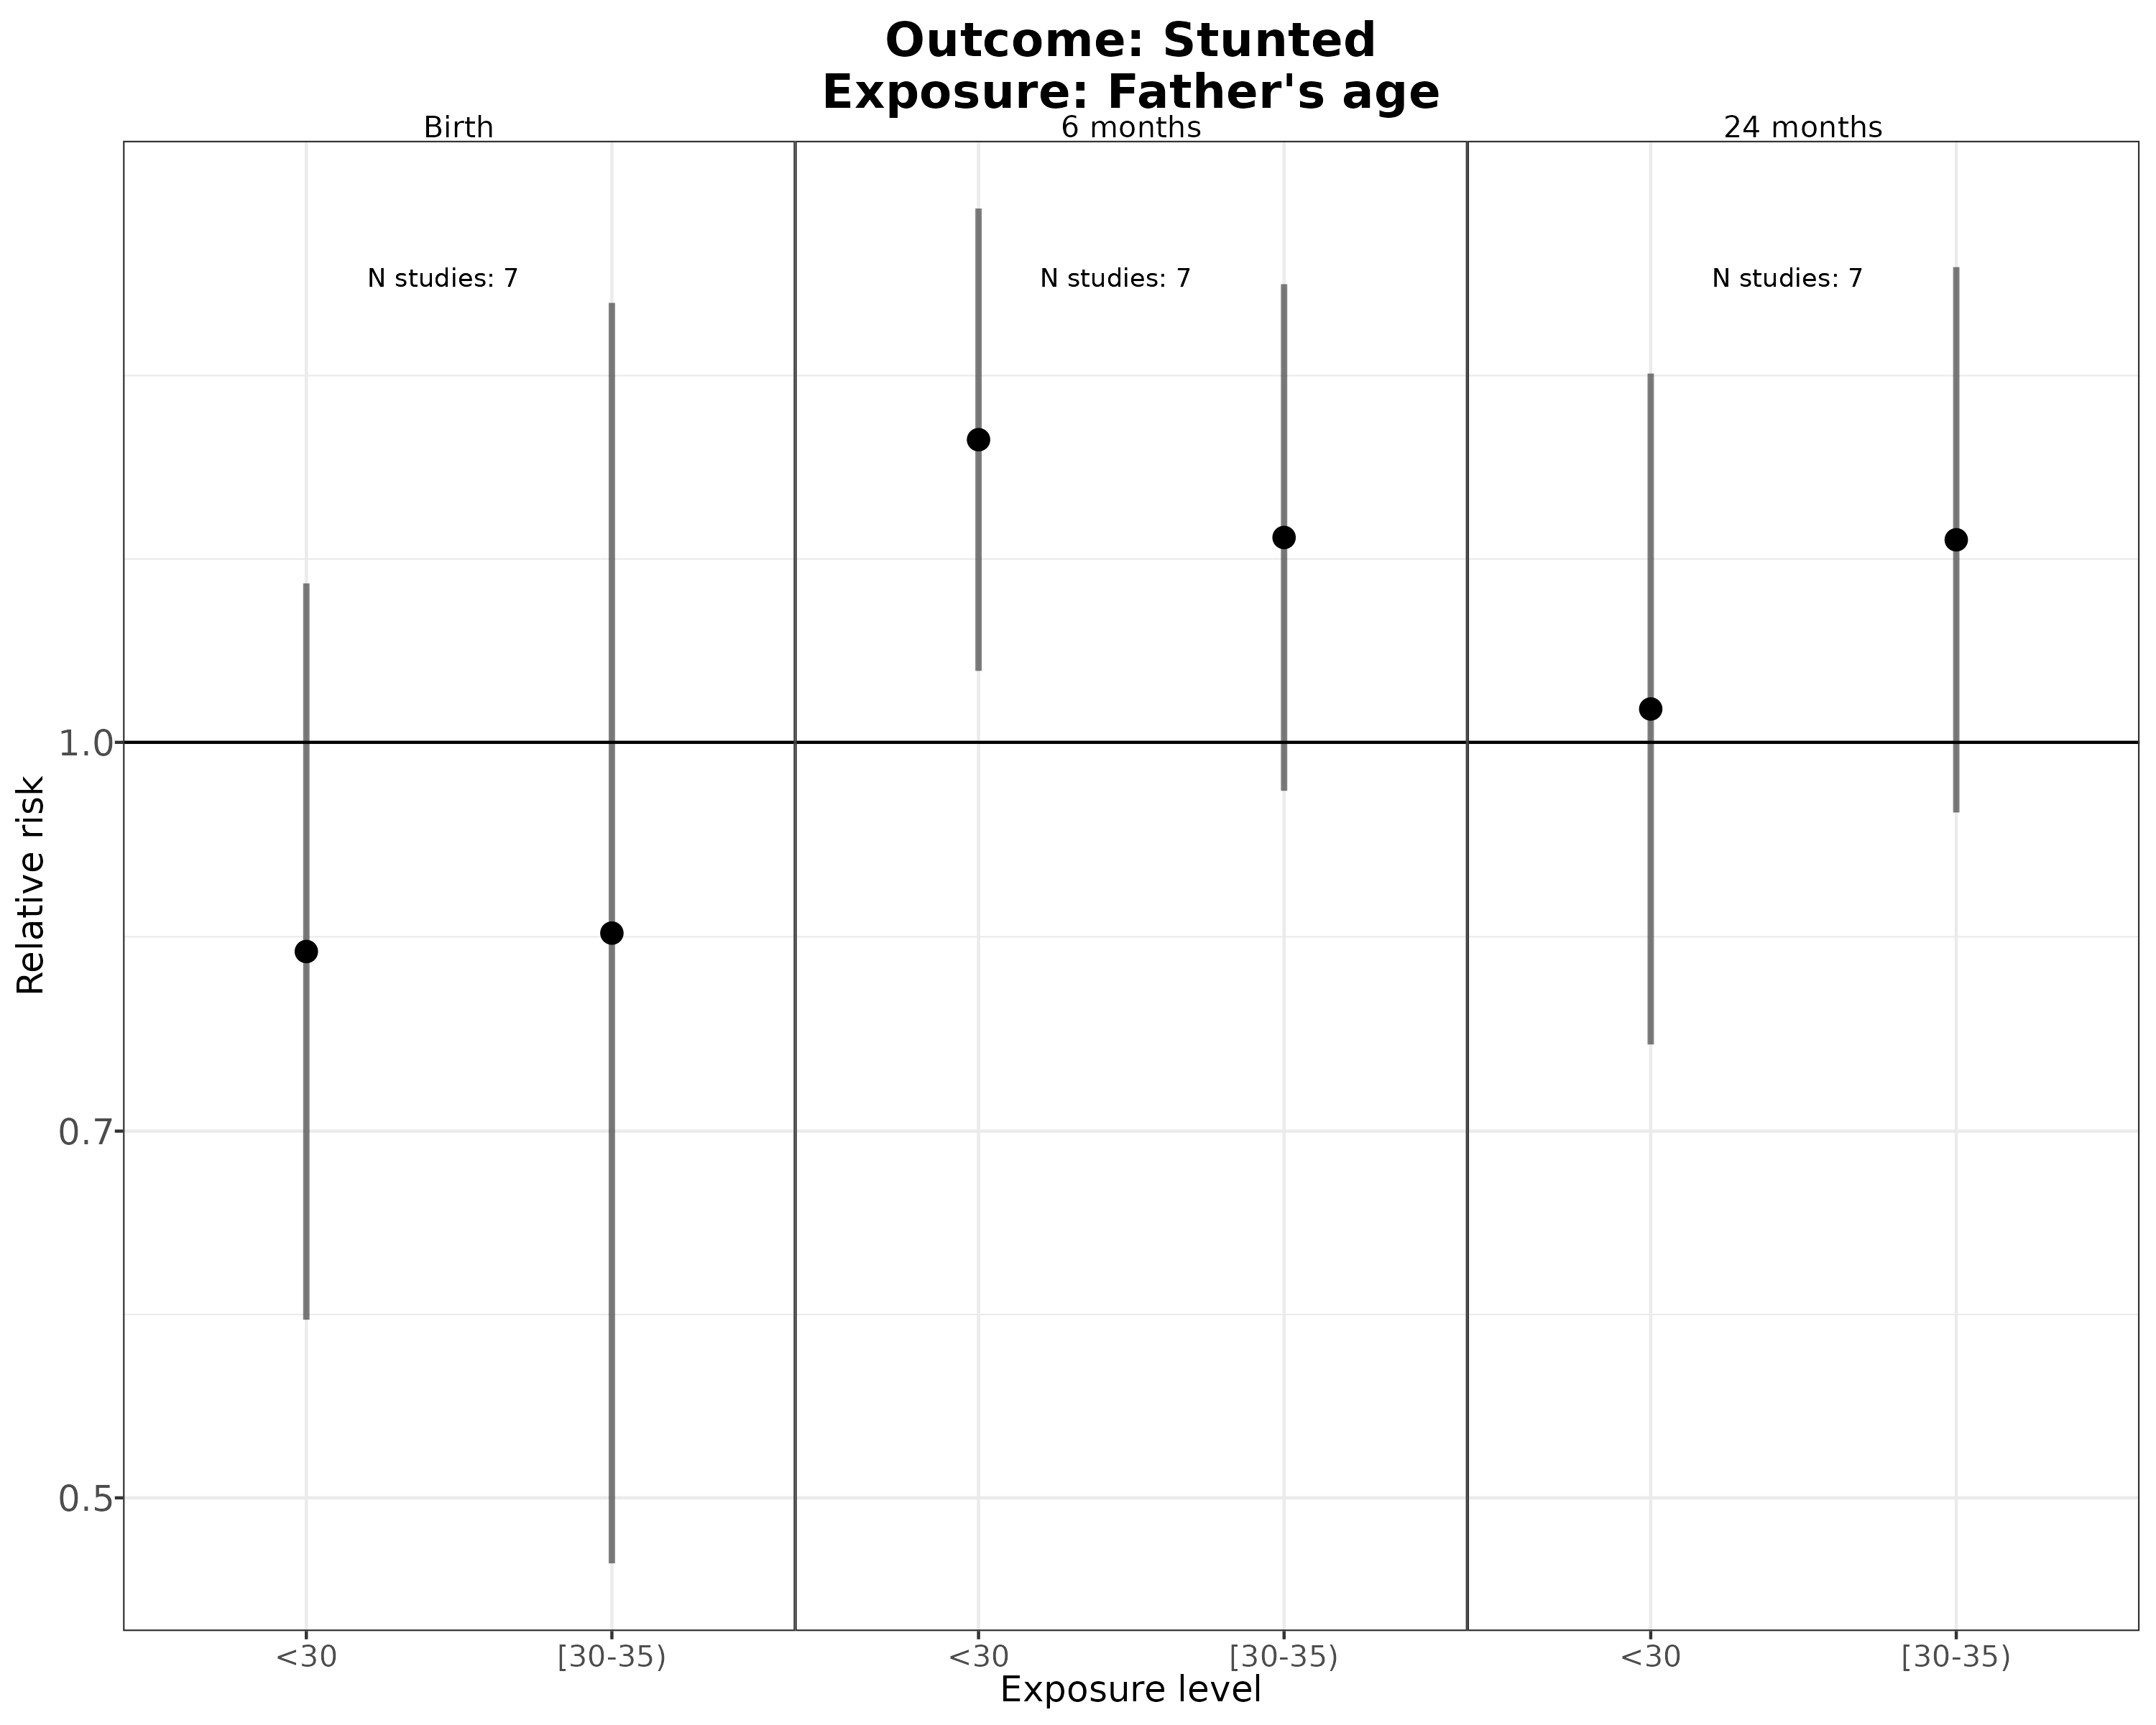 Outcome: Stunted
Exposure: Father's age
Birth
6 months
24 months
N studies: 7
N studies: 7
N studies: 7
Relative risk
1.0
0.7
0.5
<30
[30-35)
<30
[30-35)
<30
[30-35)
Exposure level